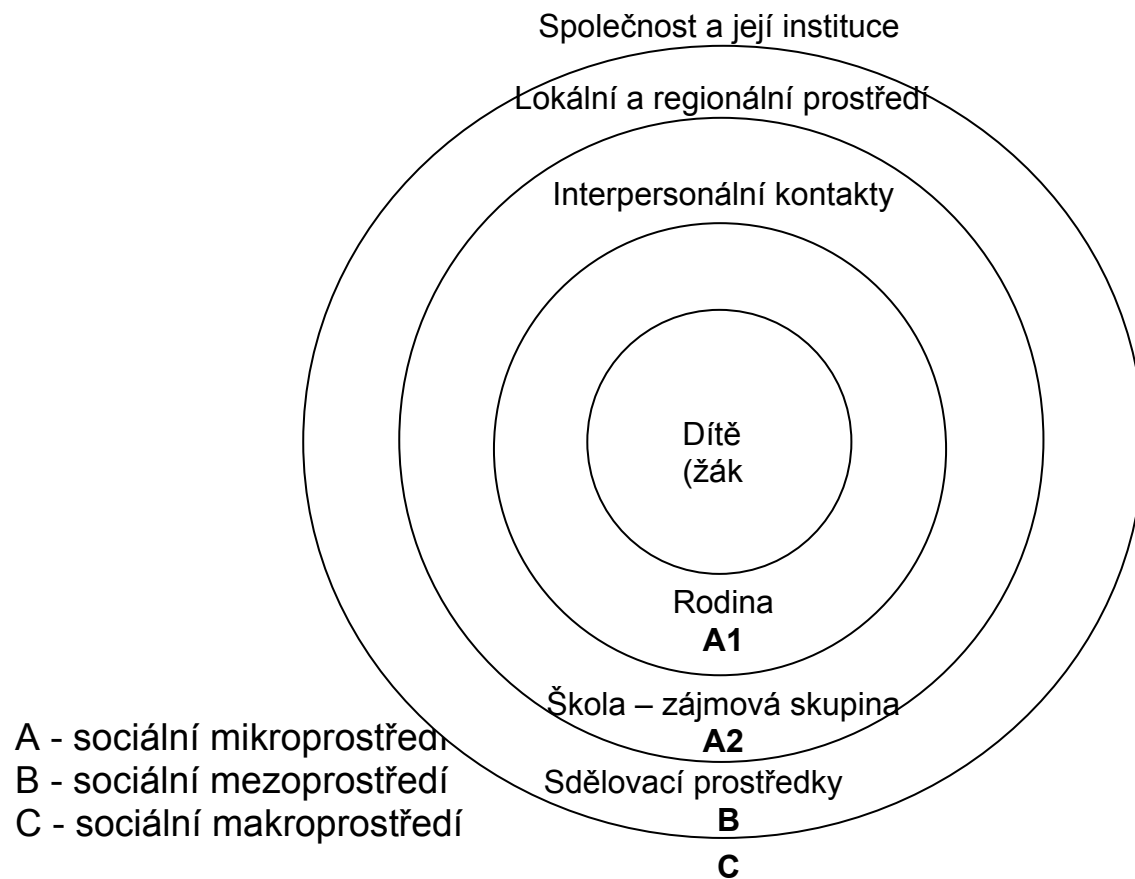 Společnost a její instituce
Lokální a regionální prostředí
Interpersonální kontakty
Dítě
(žák
Rodina
A1
Škola – zájmová skupina
A2
Sdělovací prostředky
B
C
A - sociální mikroprostředí
B - sociální mezoprostředí
C - sociální makroprostředí